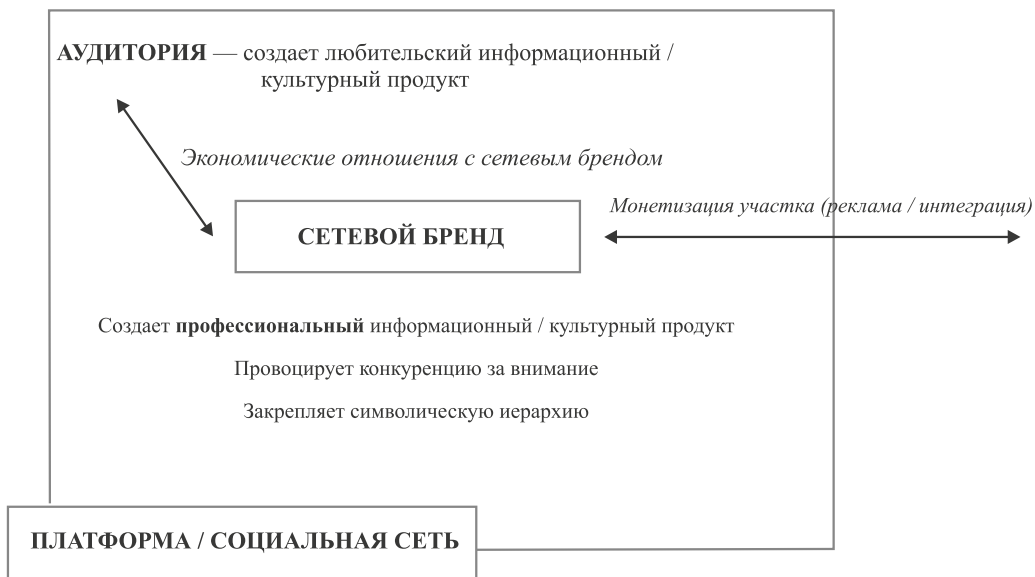 АУДИТОРИЯ — создает любительский информационный /
культурный продукт
Экономические отношения с сетевым брендом
Монетизация участка (реклама / интеграция)
СЕТЕВОЙ БРЕНД
Создает профессиональный информационный / культурный продукт
Провоцирует конкуренцию за внимание
Закрепляет символическую иерархию
ПЛАТФОРМА / СОЦИАЛЬНАЯ СЕТЬ